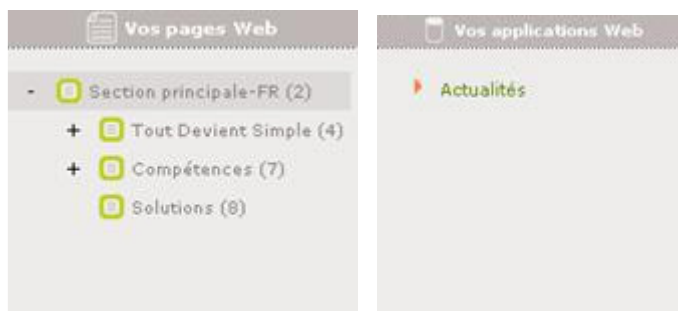 Vos pages Web
- Section principale-FR (2)
+ Tout Devient Simple (4)
+ Compétences (7)
Solutions (8)
Vos applications Web
Actualités